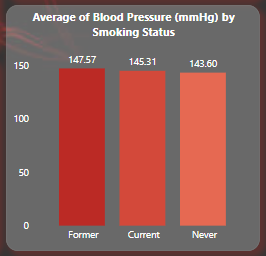 Average of Blood Pressure (mmHg) by
Smoking Status
147.57
145.31
143.60
150
100
50
0
Former Current Never